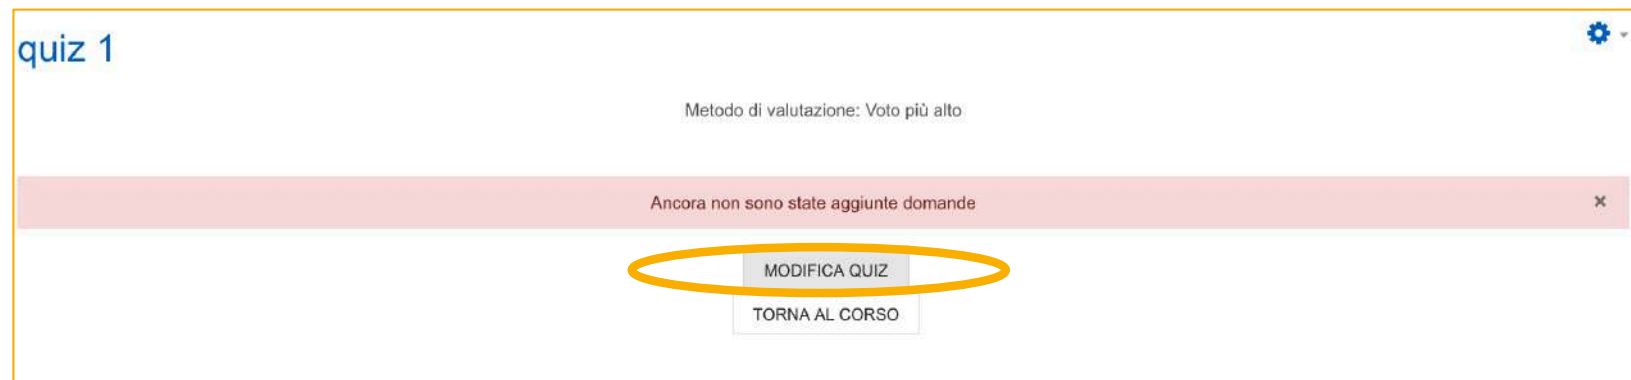 quiz 1
Metodo di valutazione: Voto più alto
Ancora non sono state aggiunte domande
MODIFICA QUIZ
TORNA AL CORSO